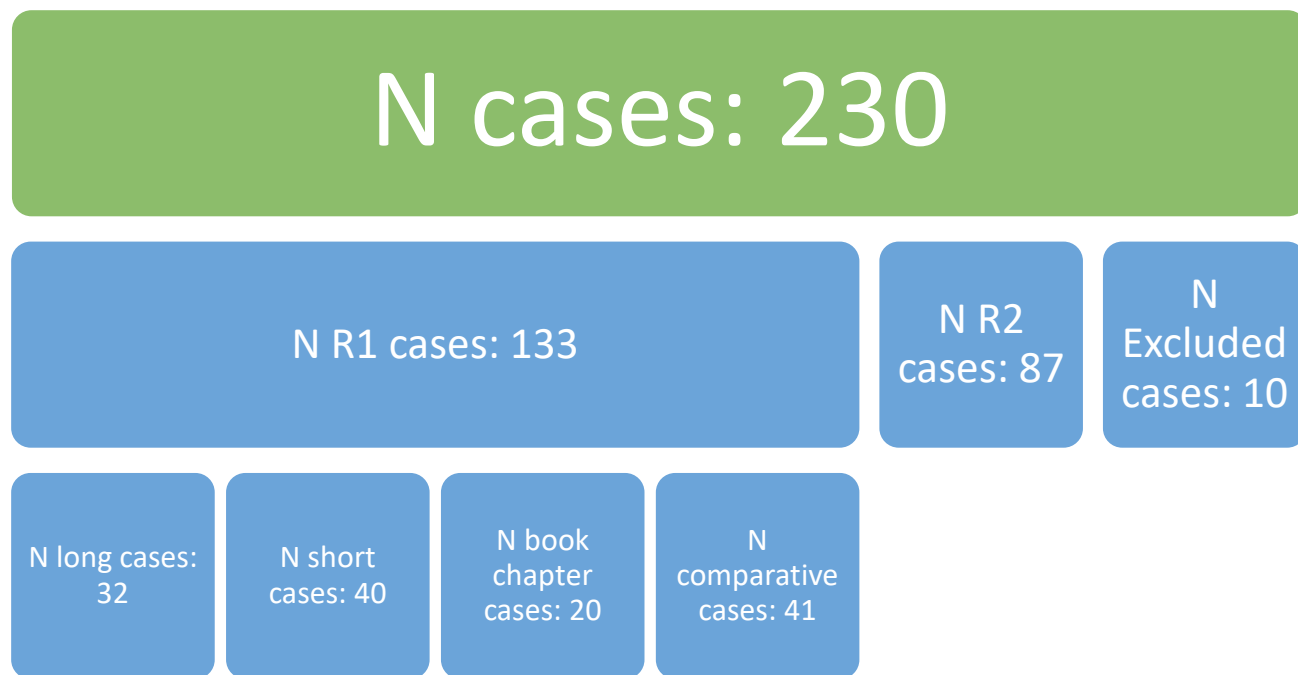 N cases: 230
N R1 cases: 133
N R2
cases: 87
N
Excluded
cases: 10
N long cases:
32
N short
cases: 40
N book
chapter
cases: 20
N
comparative
cases: 41